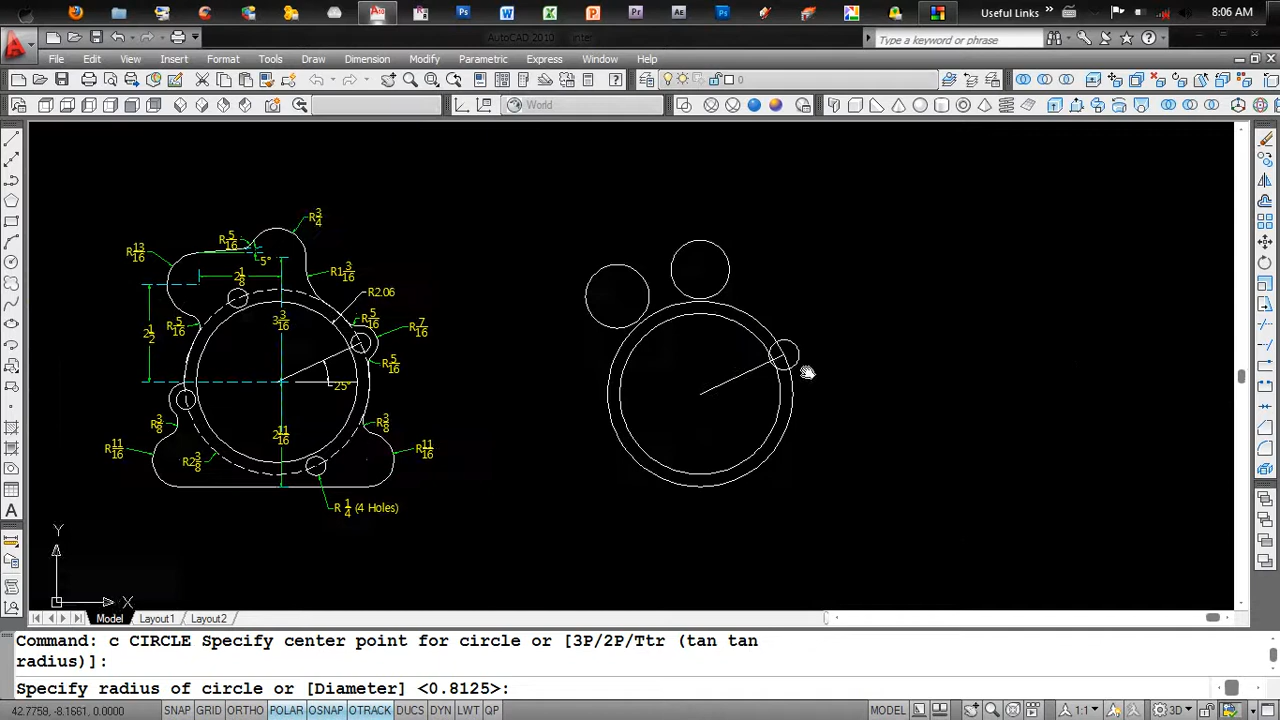 Useful Links »
8:06 AM
AutoCAD 2010
Type a keyword or phrase
File Edit View Insert Format Tools Draw Dimension Modify Parametric Express Window Help
0
World
R3/4
R5/16
R13/16
5°
R1 3/16
2 1/8
R2.06
R5/16
R7/16
3 3/16
R5/16
2 1/2
R5/16
25°
R3/8
R3/8
2 11/16
R11/16
R11/16
R2 3/8
R 1/4 (4 Holes)
Y
X
Model Layout1 Layout2
Command: c CIRCLE Specify center point for circle or [3P/2P/Ttr (tan tan
radius)]:
Specify radius of circle or [Diameter] <0.8125>:
42.7758, -8.1661, 0.0000 SNAP GRID ORTHO POLAR OSNAP OTRACK DUCS DYN LWT QP MODEL 1:1 3D